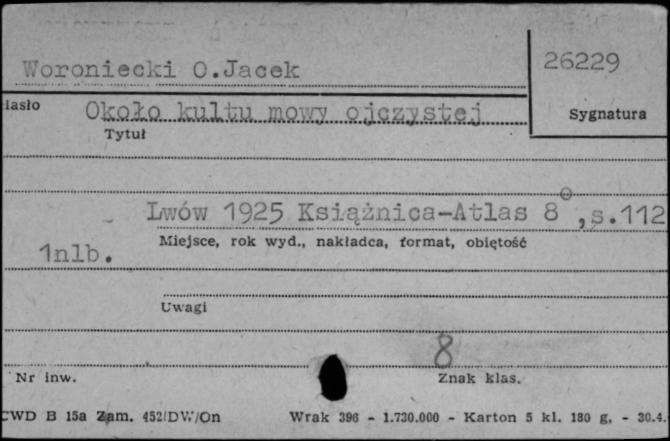 Woroniecki O.Jacek
26229
Hasło
Około kultu mowy ojczystej
Sygnatura
Tytuł
Lwów 1925 Książnica-Atlas 8°,s.112
Miejsce, rok wyd., nakładca, format, objętość
1nlb.
Uwagi
8
Nr inw.
Znak klas.
CWD B 15a Zam. 452/DW/On Wrak 396 - 1.730.000 - Karton 5 kl. 180 g. - 30.4.